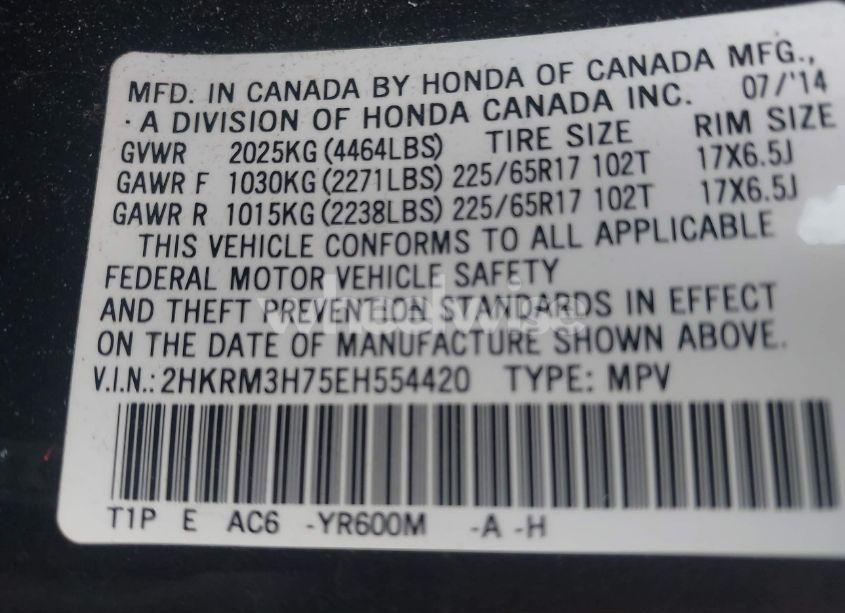 MFD. IN CANADA BY HONDA OF CANADA MFG.,
· A DIVISION OF HONDA CANADA INC. 07/'14
GVWR 2025KG (4464LBS) TIRE SIZE RIM SIZE
GAWR F 1030KG (2271LBS) 225/65R17 102T 17X6.5J
GAWR R 1015KG (2238LBS) 225/65R17 102T 17X6.5J
THIS VEHICLE CONFORMS TO ALL APPLICABLE
FEDERAL MOTOR VEHICLE SAFETY
AND THEFT PREVENTION STANDARDS IN EFFECT
ON THE DATE OF MANUFACTURE SHOWN ABOVE.
V.I.N.: 2HKRM3H75EH554420 TYPE: MPV
T1P E AC6 -YR600M -A -H
wheelwise